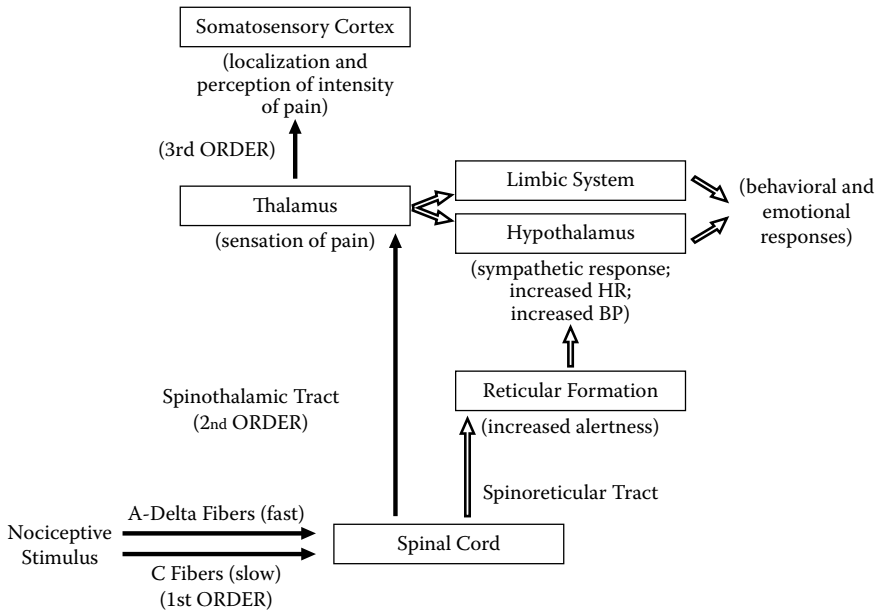 Somatosensory Cortex
(localization and
perception of intensity
of pain)
(3rd ORDER)
Thalamus
(sensation of pain)
Limbic System
Hypothalamus
(behavioral and
emotional
responses)
(sympathetic response;
increased HR;
increased BP)
Reticular Formation
(increased alertness)
Spinothalamic Tract
(2nd ORDER)
Spinoreticular Tract
A-Delta Fibers (fast)
Nociceptive
Stimulus
C Fibers (slow)
(1st ORDER)
Spinal Cord